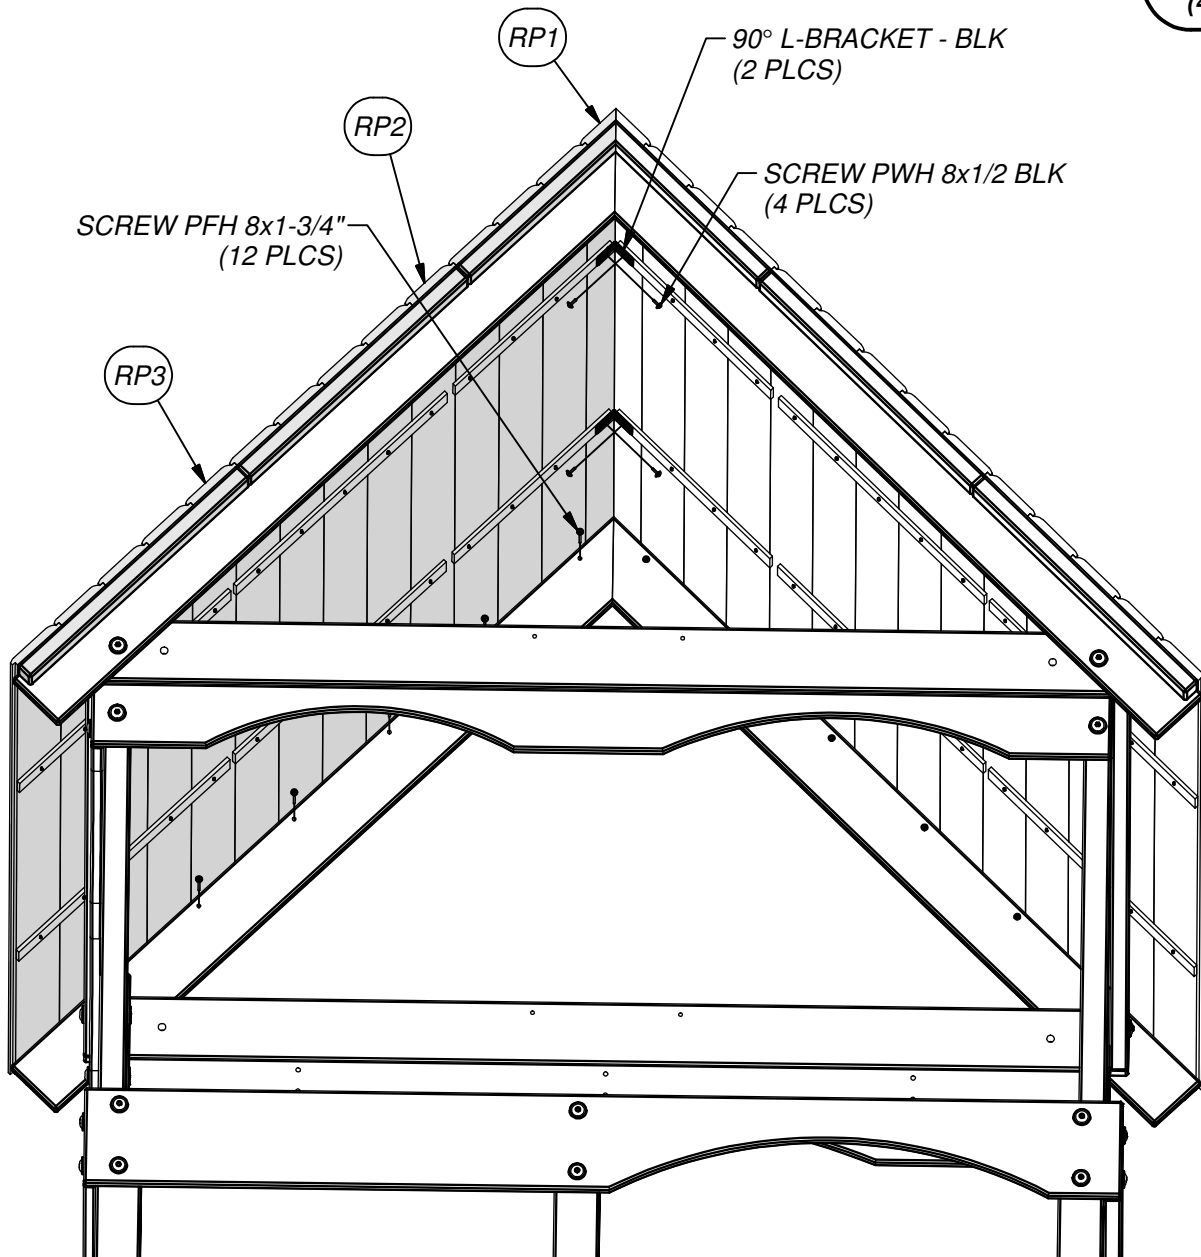 RP1
90° L-BRACKET - BLK
(2 PLCS)
RP2
SCREW PWH 8x1/2 BLK
(4 PLCS)
SCREW PFH 8x1-3/4"
(12 PLCS)
RP3